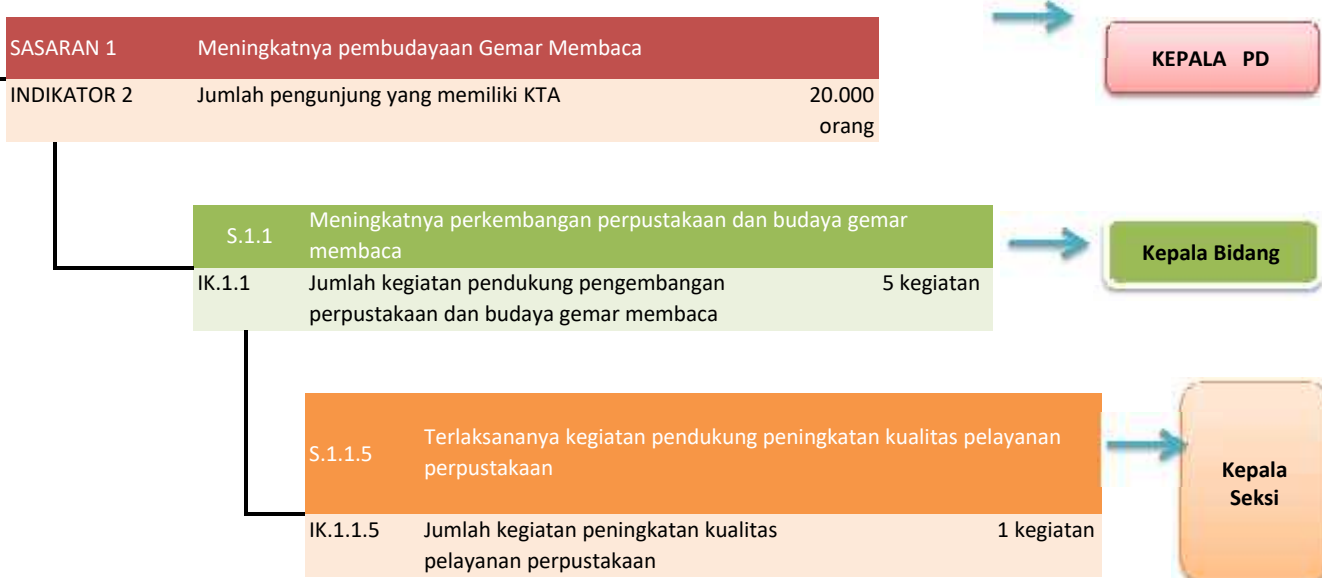 SASARAN 1 Meningkatnya pembudayaan Gemar Membaca
KEPALA PD
INDIKATOR 2 Jumlah pengunjung yang memiliki KTA 20.000
orang
S.1.1 Meningkatnya perkembangan perpustakaan dan budaya gemar
membaca
Kepala Bidang
IK.1.1 Jumlah kegiatan pendukung pengembangan 5 kegiatan
perpustakaan dan budaya gemar membaca
S.1.1.5 Terlaksananya kegiatan pendukung peningkatan kualitas pelayanan
perpustakaan
Kepala
Seksi
IK.1.1.5 Jumlah kegiatan peningkatan kualitas 1 kegiatan
pelayanan perpustakaan